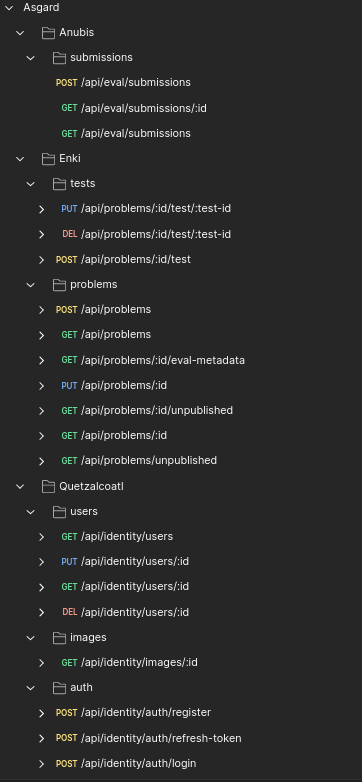 Asgard
Anubis
submissions
POST /api/eval/submissions
GET /api/eval/submissions/:id
GET /api/eval/submissions
Enki
tests
PUT /api/problems/:id/test/:test-id
DEL /api/problems/:id/test/:test-id
POST /api/problems/:id/test
problems
POST /api/problems
GET /api/problems
GET /api/problems/:id/eval-metadata
PUT /api/problems/:id
GET /api/problems/:id/unpublished
GET /api/problems/:id
GET /api/problems/unpublished
Quetzalcoatl
users
GET /api/identity/users
PUT /api/identity/users/:id
GET /api/identity/users/:id
DEL /api/identity/users/:id
images
GET /api/identity/images/:id
auth
POST /api/identity/auth/register
POST /api/identity/auth/refresh-token
POST /api/identity/auth/login